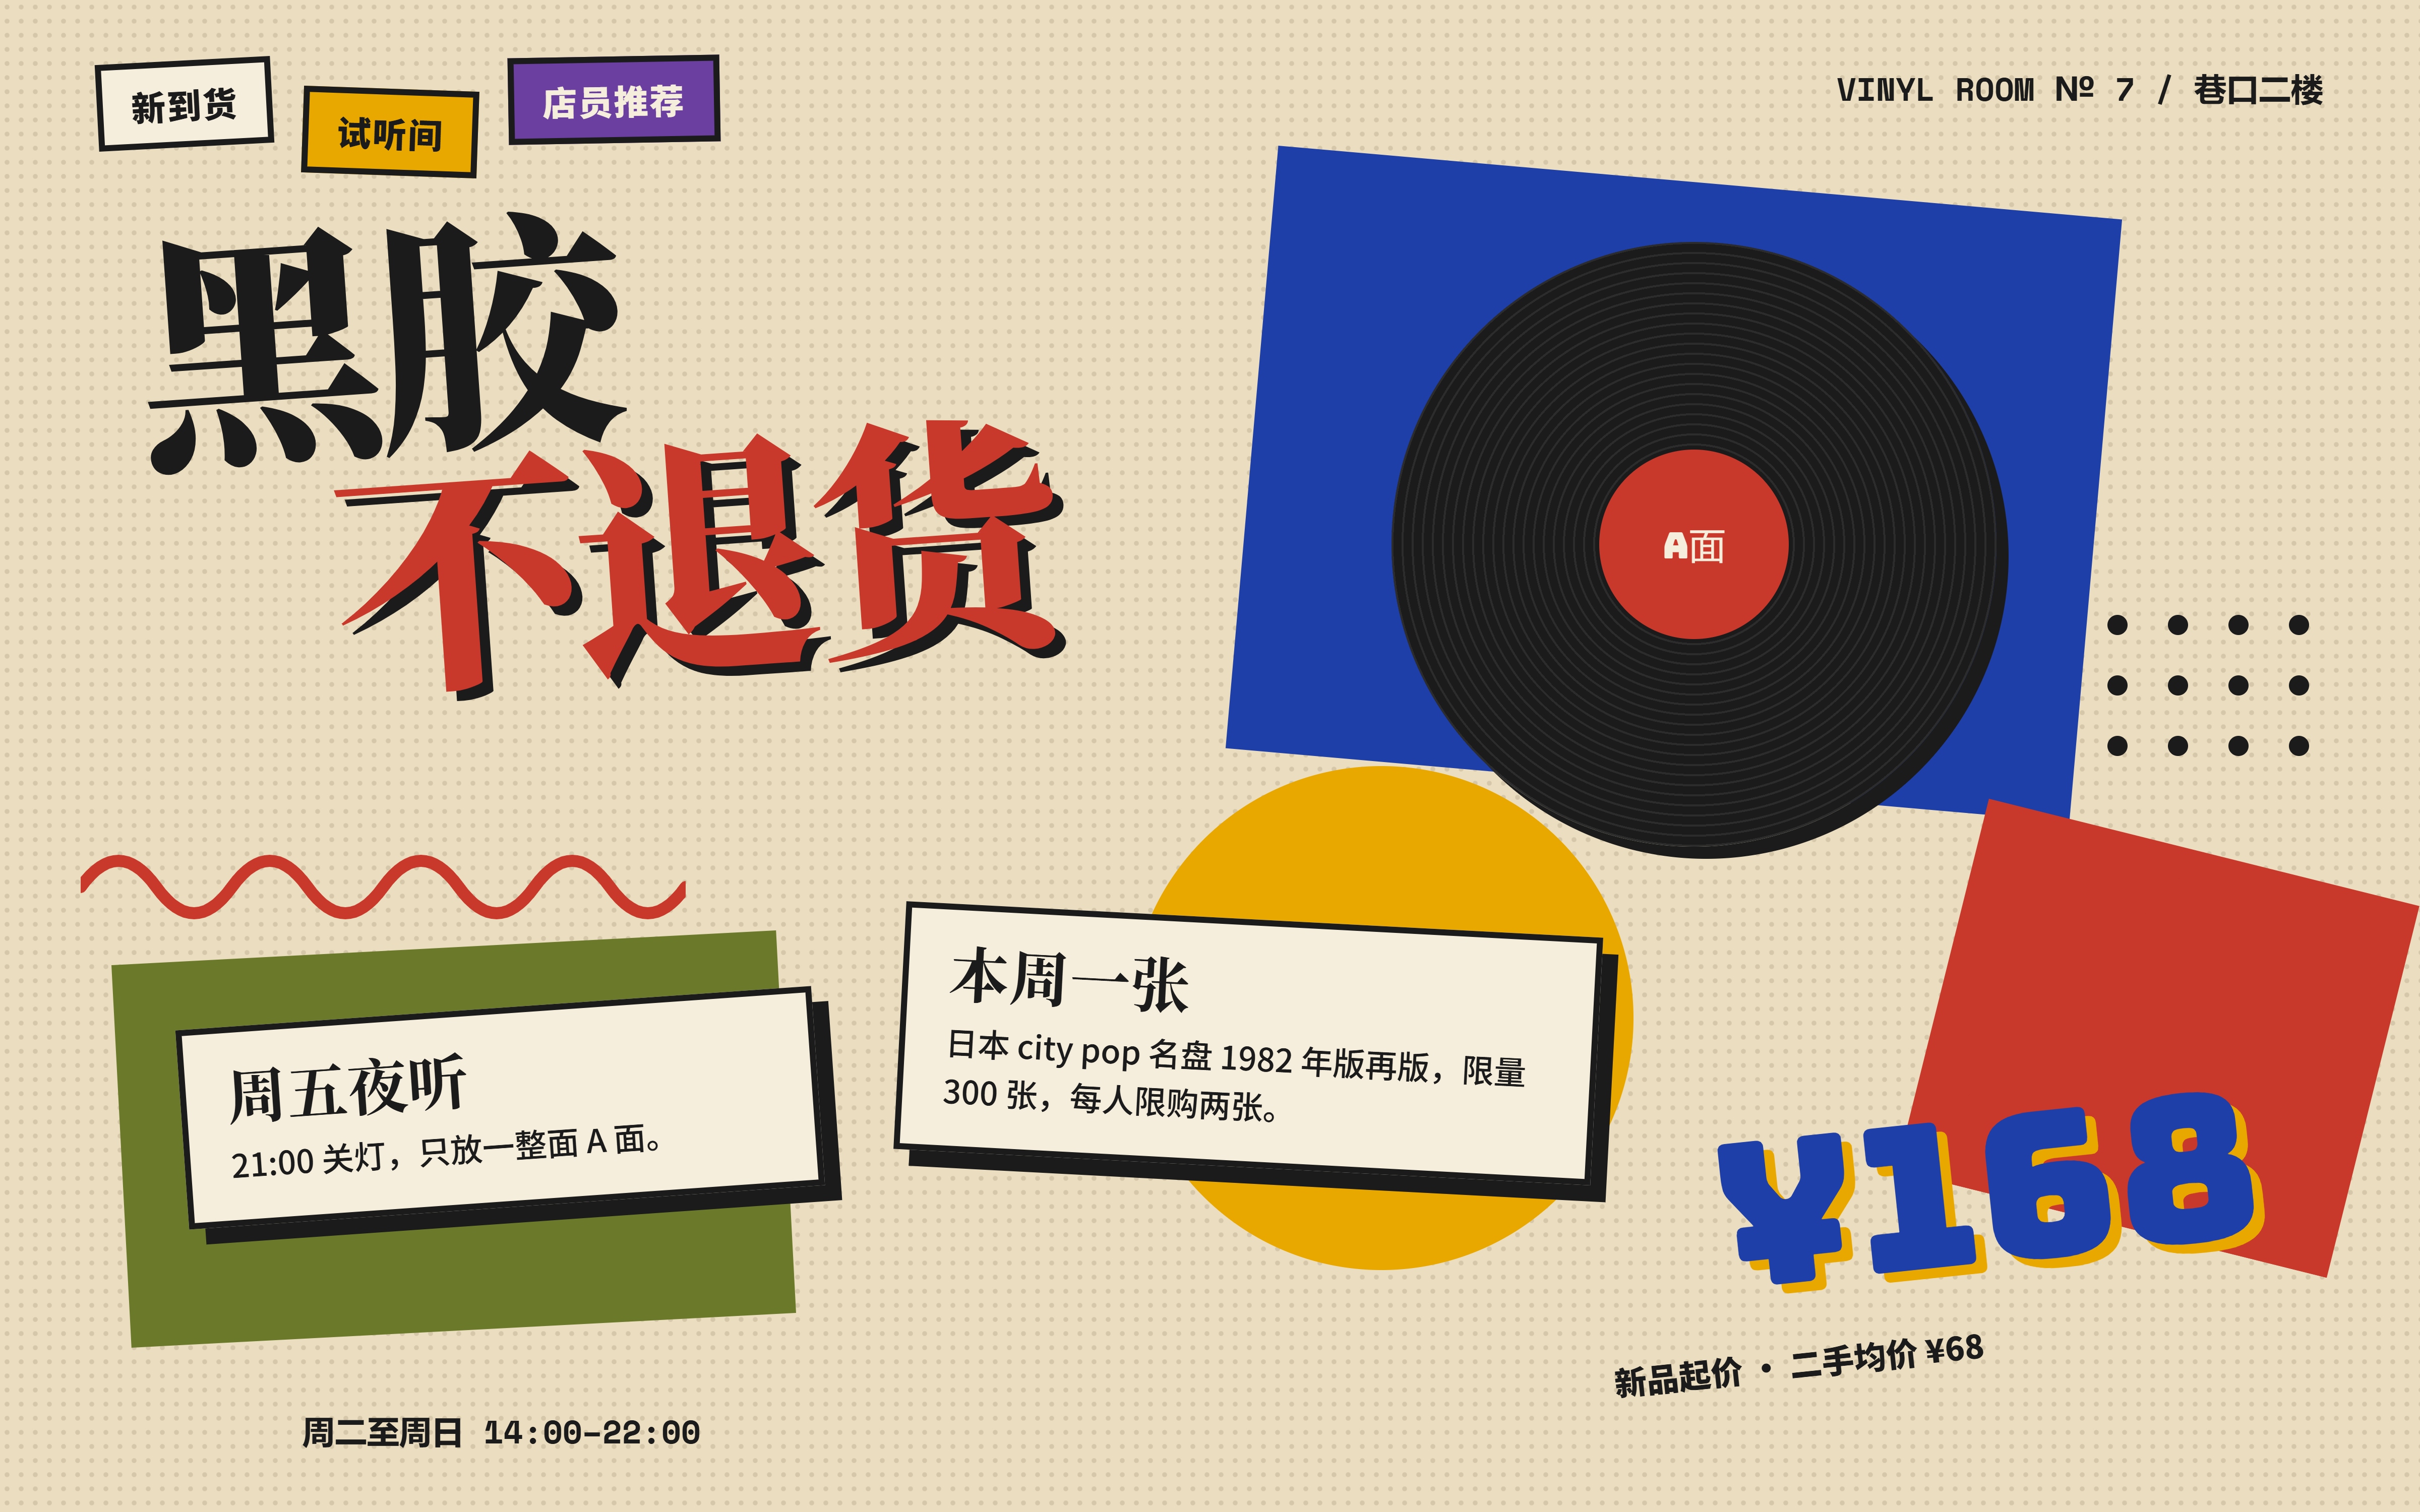 新到货
试听间
店员推荐
VINYL ROOM № 7 / 巷口二楼
黑胶
不退货
A面
本周一张
日本 city pop 名盘 1982 年版再版，限量
300 张，每人限购两张。
周五夜听
21:00 关灯，只放一整面 A 面。
¥168
新品起价 · 二手均价 ¥68
周二至周日 14:00–22:00